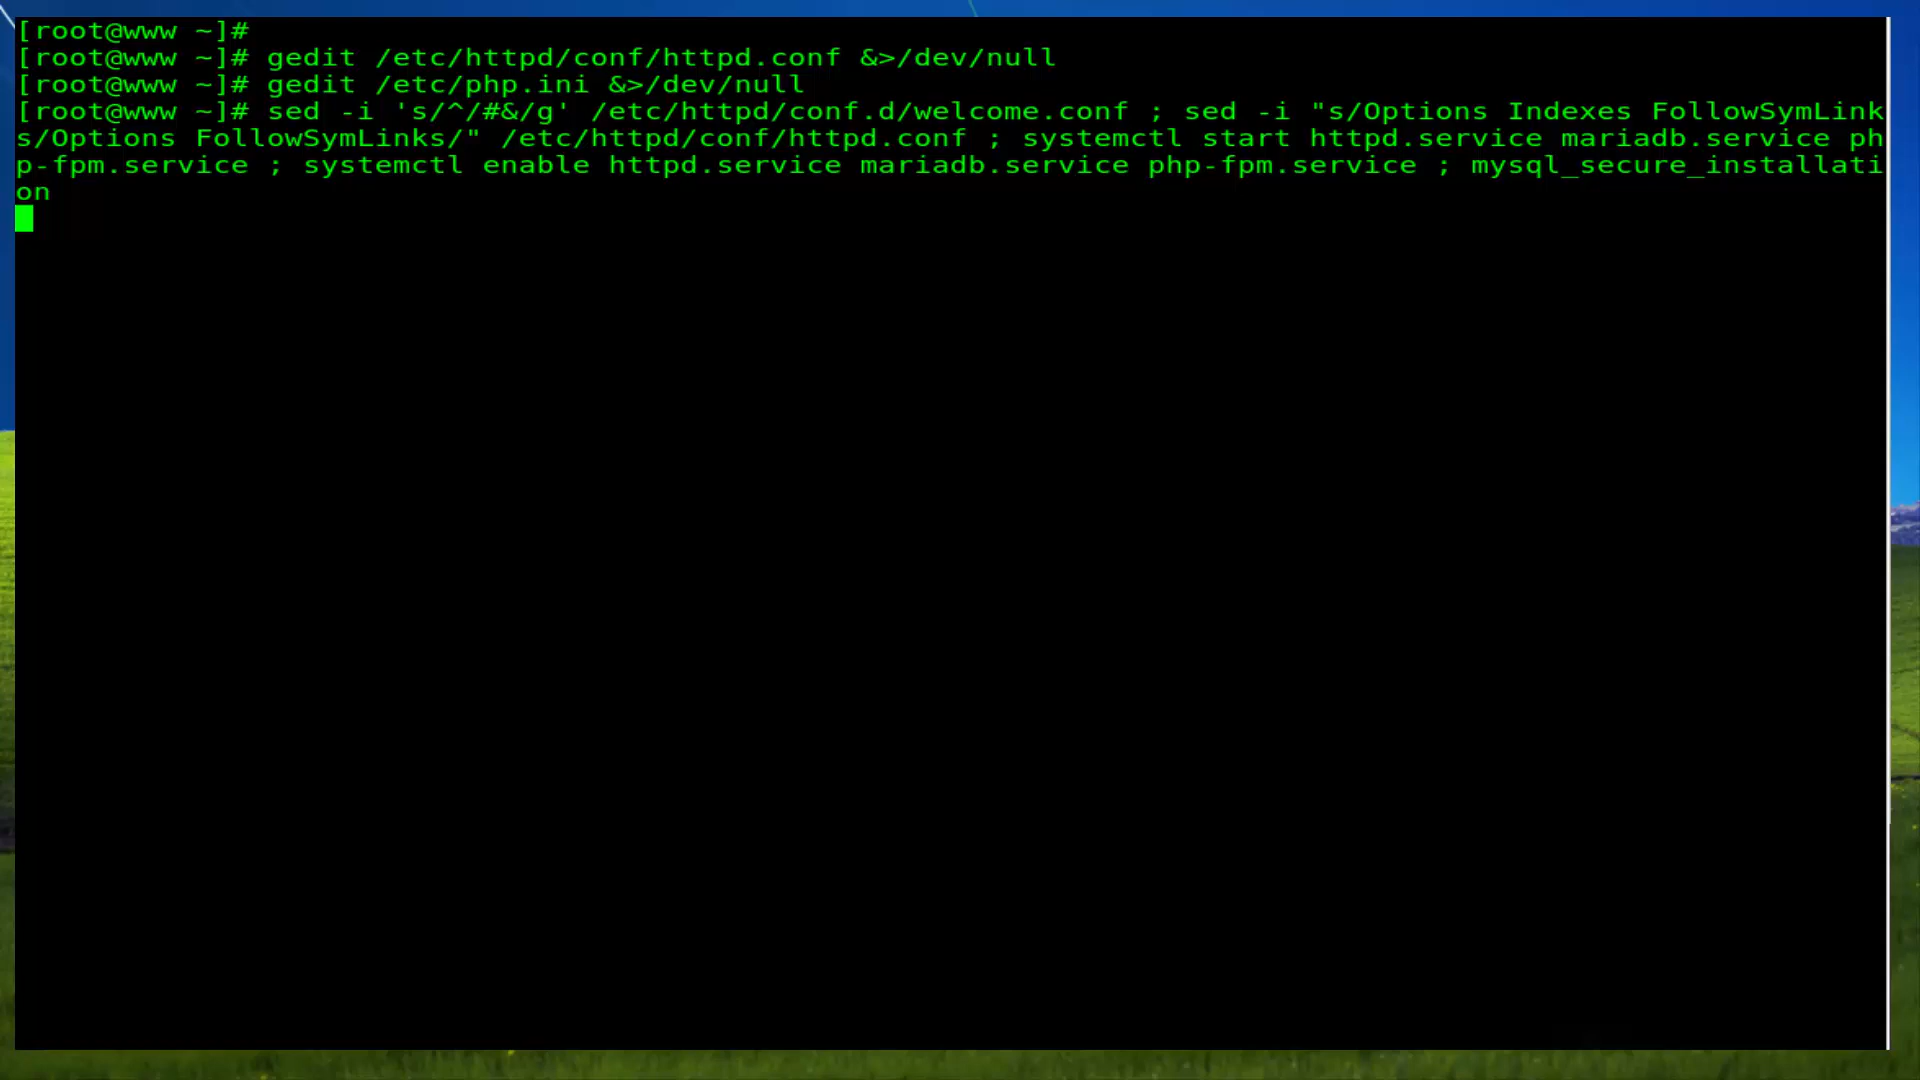 [root@www ~]#
[root@www ~]# gedit /etc/httpd/conf/httpd.conf &>/dev/null
[root@www ~]# gedit /etc/php.ini &>/dev/null
[root@www ~]# sed -i 's/^/#&/g' /etc/httpd/conf.d/welcome.conf ; sed -i "s/Options Indexes FollowSymLink
s/Options FollowSymLinks/" /etc/httpd/conf/httpd.conf ; systemctl start httpd.service mariadb.service ph
p-fpm.service ; systemctl enable httpd.service mariadb.service php-fpm.service ; mysql_secure_installati
on